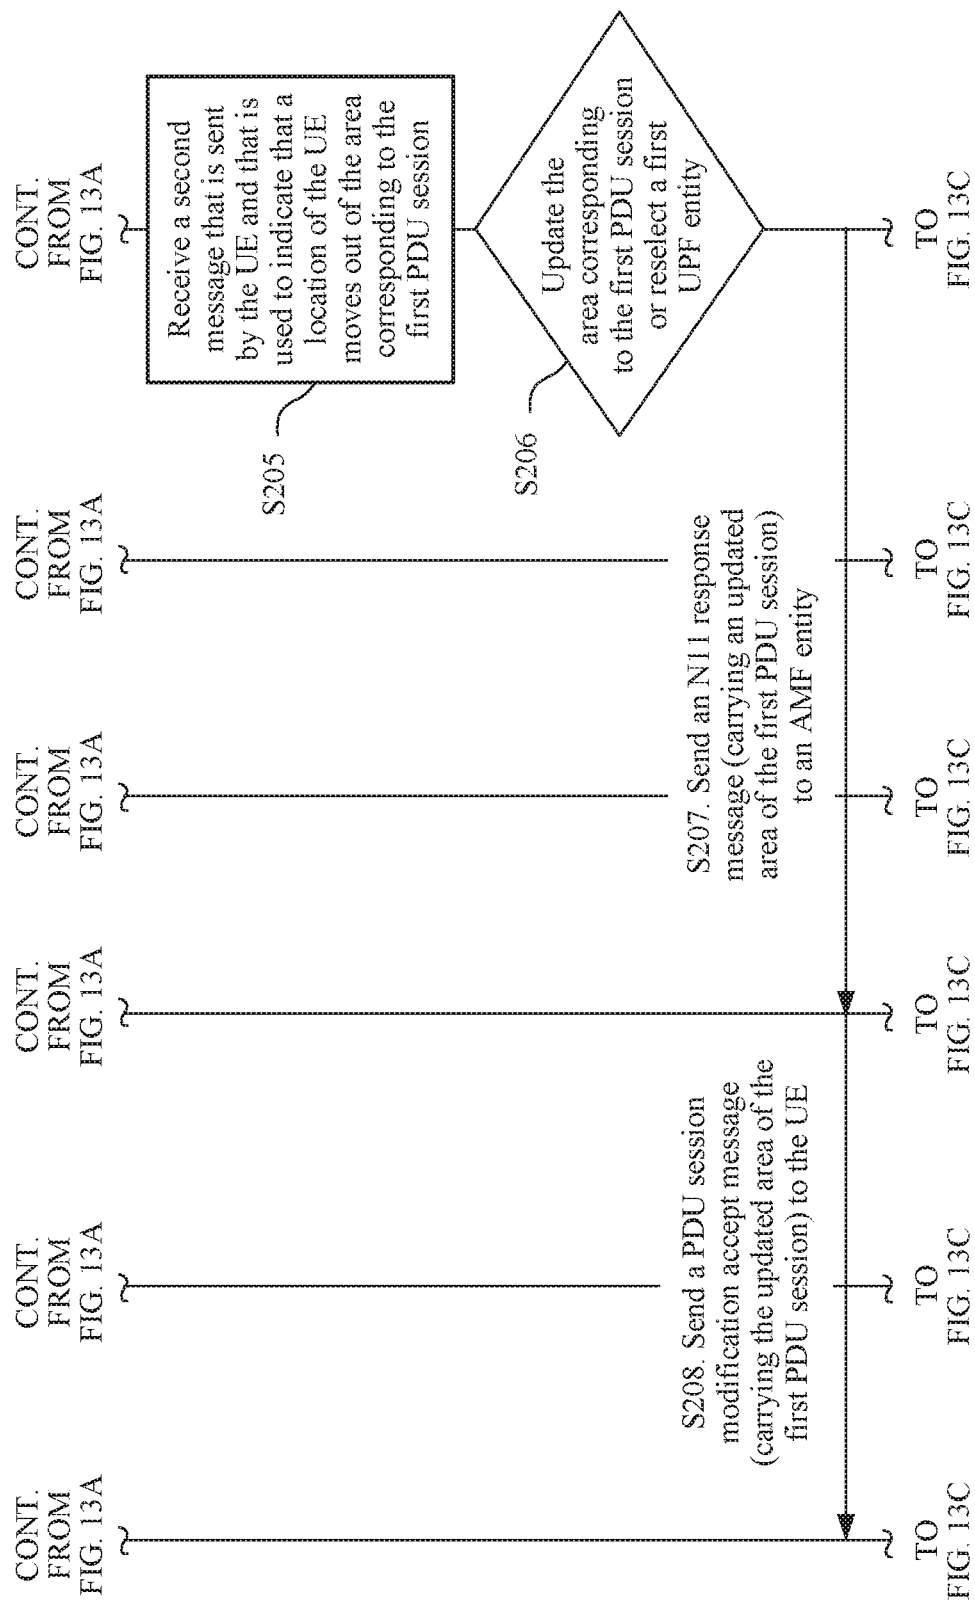 CONT.
FROM
FIG. 13A
CONT.
FROM
FIG. 13A
CONT.
FROM
FIG. 13A
CONT.
FROM
FIG. 13A
CONT.
FROM
FIG. 13A
CONT.
FROM
FIG. 13A
S205
Receive a second
message that is sent
by the UE and that is
used to indicate that a
location of the UE
moves out of the area
corresponding to the
first PDU session
S206
Update the
area corresponding
to the first PDU session
or reselect a first
UPF entity
S207. Send an N11 response
message (carrying an updated
area of the first PDU session)
to an AMF entity
S208. Send a PDU session
modification accept message
(carrying the updated area of the
first PDU session) to the UE
TO
FIG. 13C
TO
FIG. 13C
TO
FIG. 13C
TO
FIG. 13C
TO
FIG. 13C
TO
FIG. 13C